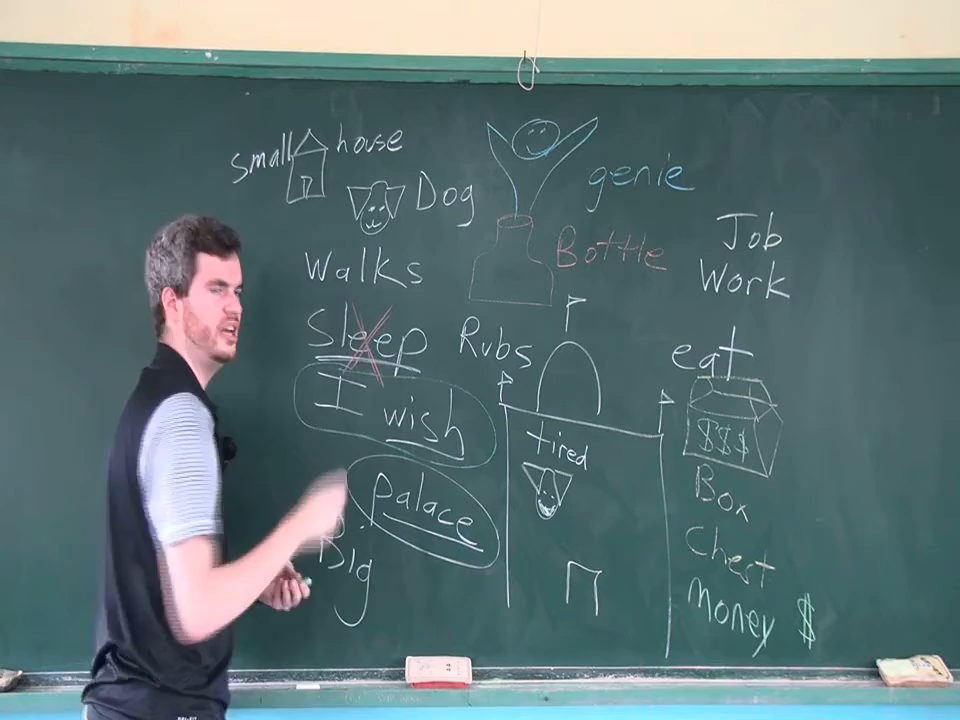 small house
Dog
genie
Walks
Bottle
Job
Work
Sleep
Rubs
eat
I wish
tired
$$$
palace
Box
Big
Chest
Money $